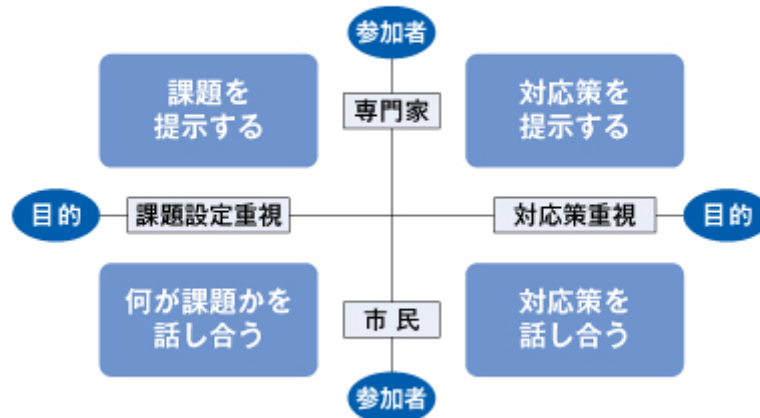 参加者
課題を
提示する
専門家
対応策を
提示する
目的
課題設定重視
対応策重視
目的
何が課題かを
話し合う
市民
対応策を
話し合う
参加者